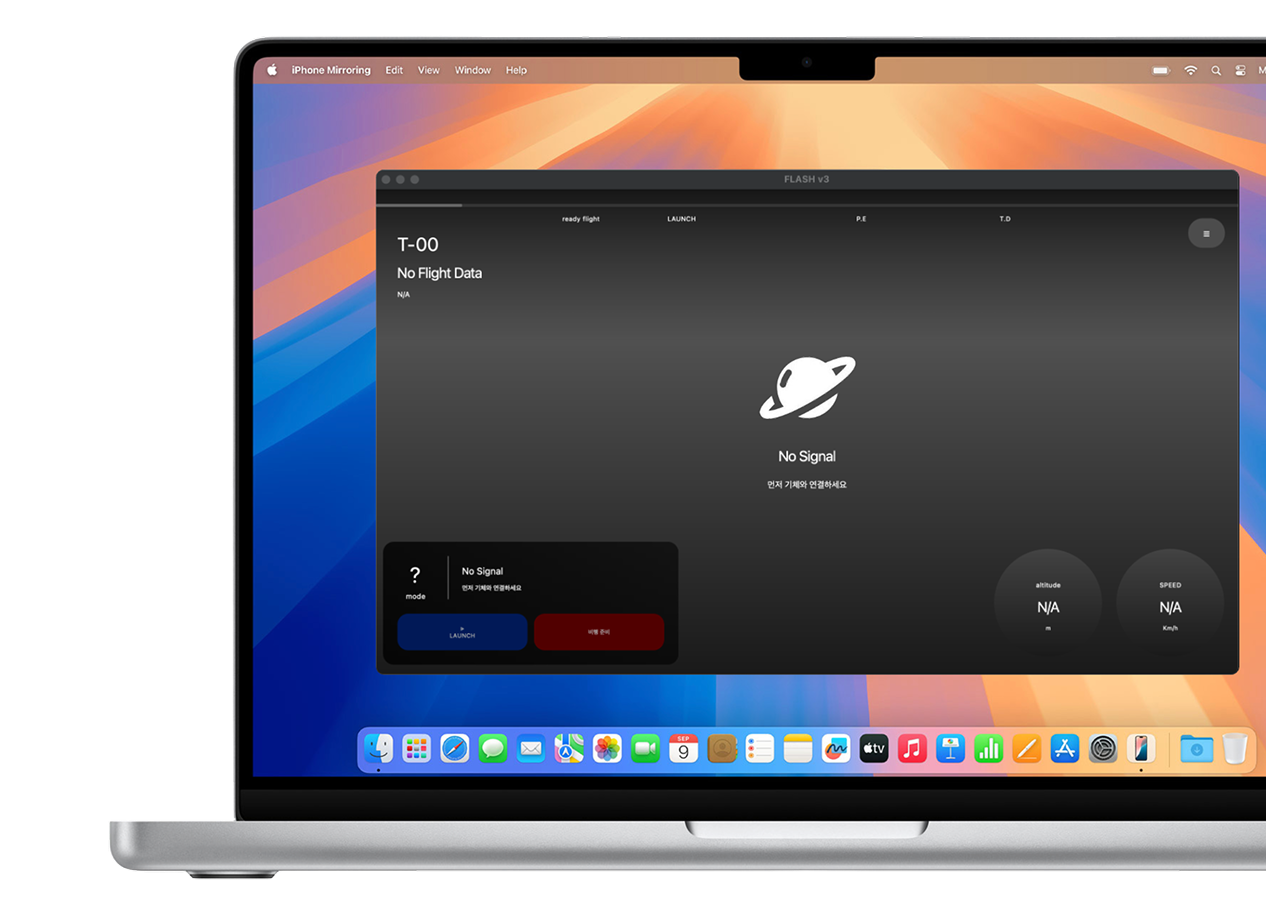 iPhone Mirroring Edit View Window Help
FLASH v3
ready flight LAUNCH P.E T.D
T-00
No Flight Data
N/A
No Signal
먼저 기체와 연결하세요
? mode
No Signal
먼저 기체와 연결하세요
LAUNCH
비행 준비
altitude
N/A
m
SPEED
N/A
Km/h
SEP
9
tv